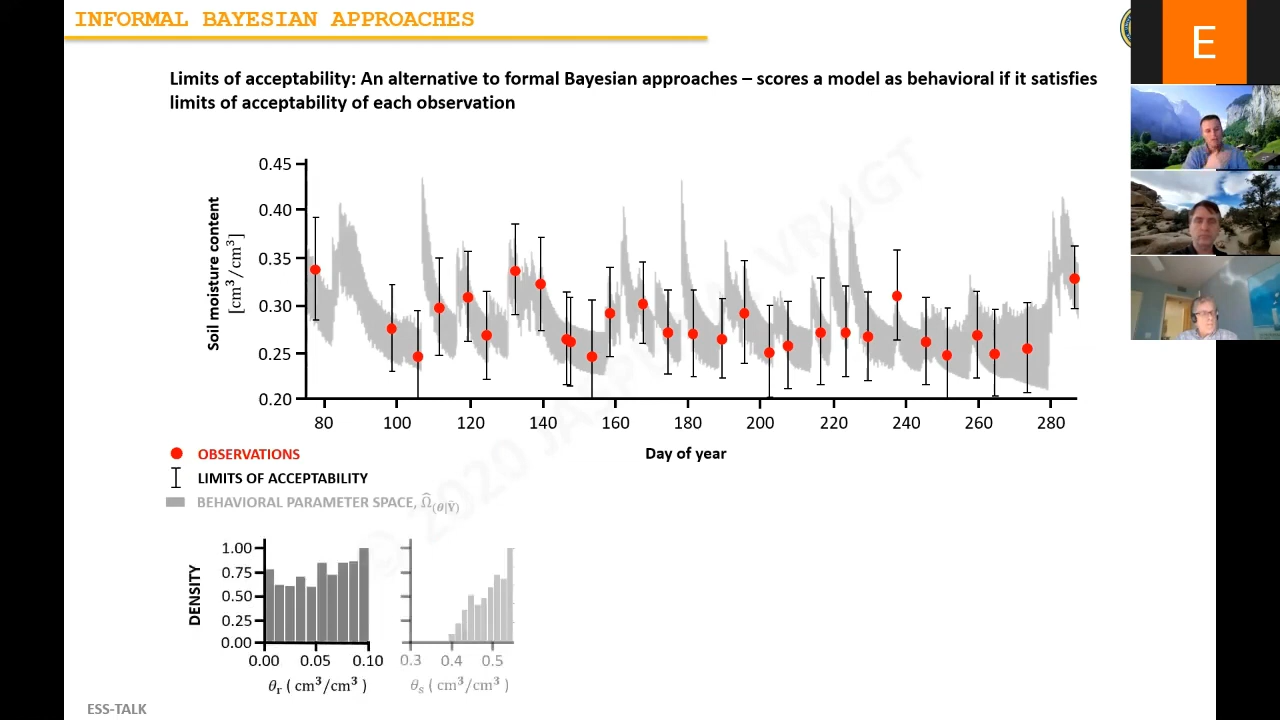 INFORMAL BAYESIAN APPROACHES
E
Limits of acceptability: An alternative to formal Bayesian approaches – scores a model as behavioral if it satisfies
limits of acceptability of each observation
Soil moisture content
[cm³/cm³]
0.45
0.40
0.35
0.30
0.25
0.20
80 100 120 140 160 180 200 220 240 260 280
Day of year
OBSERVATIONS
LIMITS OF ACCEPTABILITY
BEHAVIORAL PARAMETER SPACE, Ω̂(θ|Ṽ)
DENSITY
1.00
0.75
0.50
0.25
0.00
0.00 0.05 0.10
θr ( cm³/cm³ )
0.3 0.4 0.5
θs ( cm³/cm³ )
© 2020 VRUGT
ESS-TALK